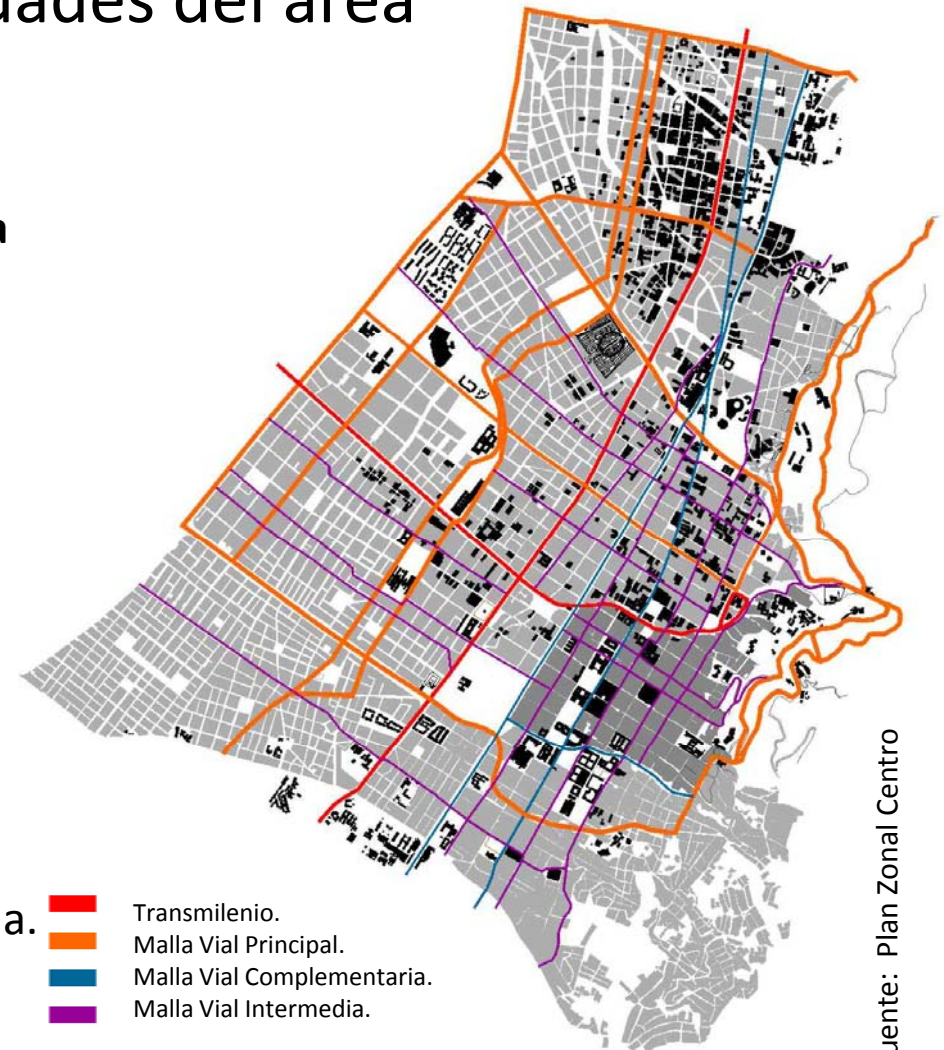 dades del área
a
a.
Transmilenio.
Malla Vial Principal.
Malla Vial Complementaria.
Malla Vial Intermedia.
uente: Plan Zonal Centro